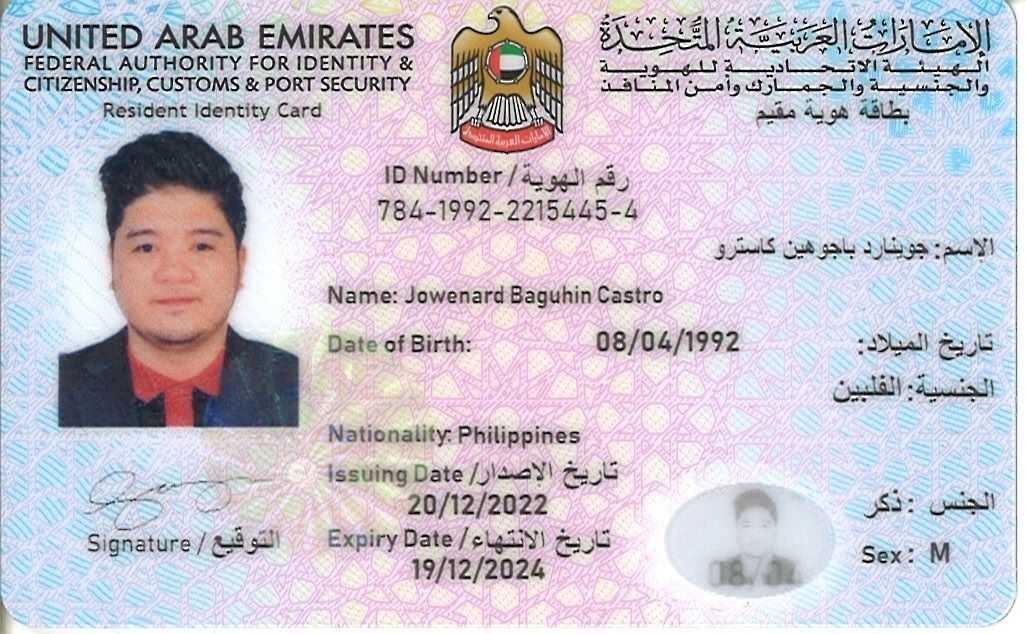 UNITED ARAB EMIRATES
FEDERAL AUTHORITY FOR IDENTITY &
CITIZENSHIP, CUSTOMS & PORT SECURITY
Resident Identity Card
الإمارات العربية المتحدة
الهيئة الاتحادية للهوية
والجنسية والجمارك وأمن المنافذ
بطاقة هوية مقيم
الإمارات العربية المتحدة
ID Number / رقم الهوية
784-1992-2215445-4
الاسم: جوينارد باجوهين كاسترو
Name: Jowenard Baguhin Castro
Date of Birth: 08/04/1992 تاريخ الميلاد:
الجنسية: الفلبين
Nationality: Philippines
Issuing Date / تاريخ الاصدار
20/12/2022
Expiry Date / تاريخ الانتهاء
19/12/2024
الجنس : ذكر
Sex: M
Signature / التوقيع
08/04